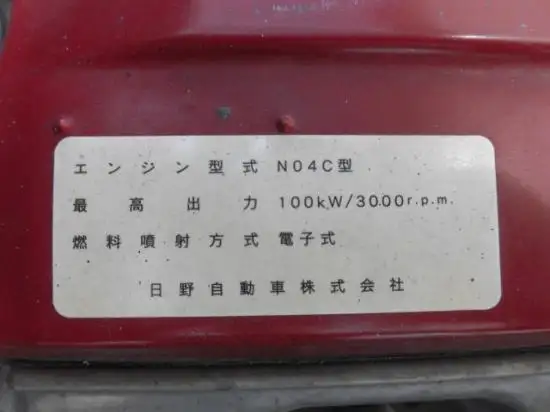 エンジン型式 N04C型
最高出力 100kW/3000r.p.m.
燃料噴射方式 電子式
日野自動車株式会社